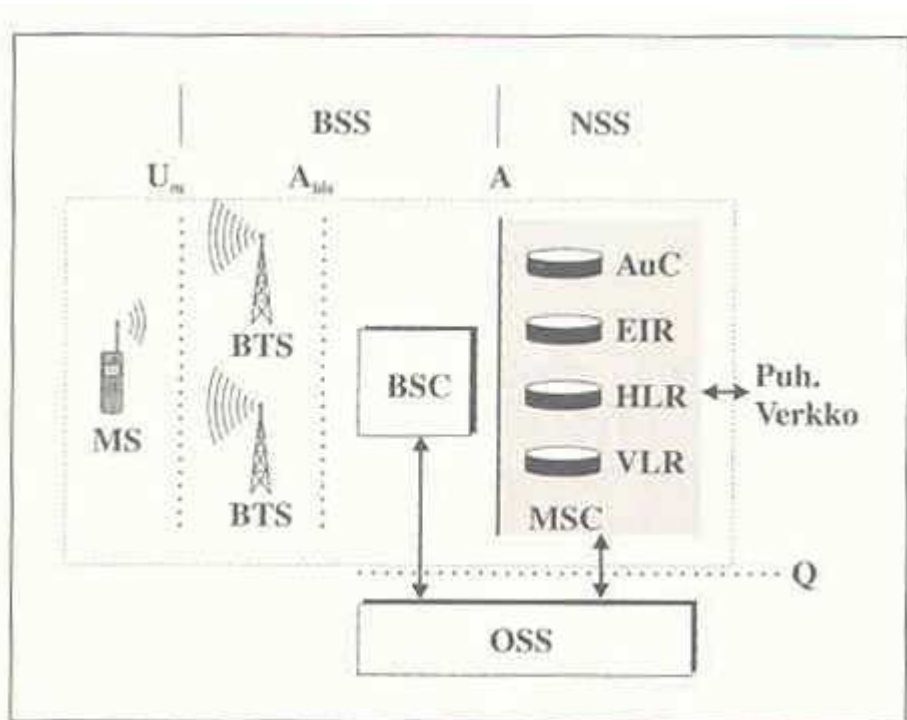 BSS
NSS
Um
Abis
A
AuC
BTS
EIR
BSC
HLR
Puh.
Verkko
MS
VLR
BTS
MSC
Q
OSS